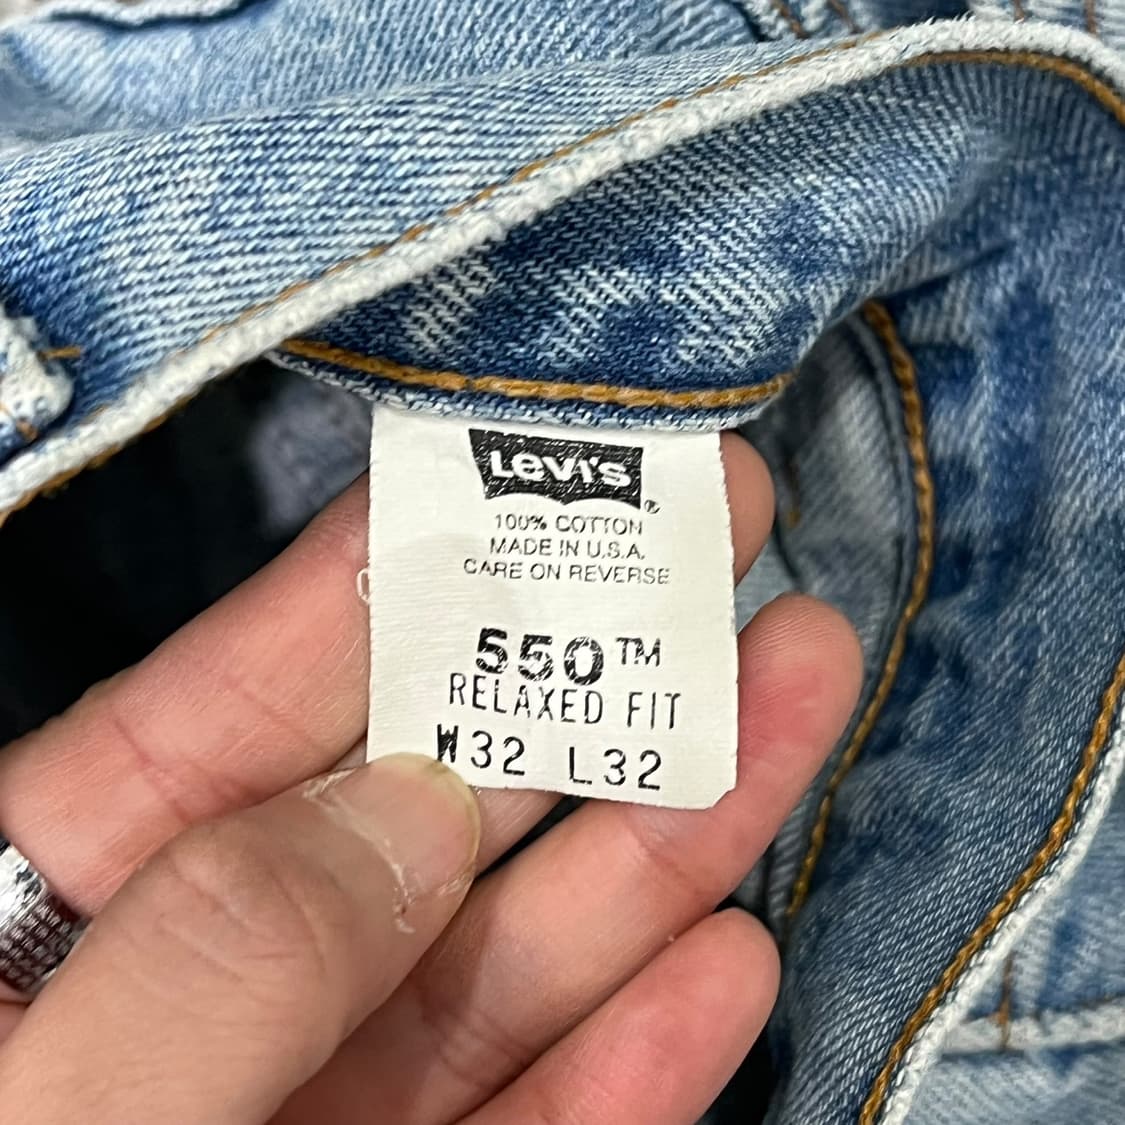 Levi's ®
100% COTTON
MADE IN U.S.A.
CARE ON REVERSE
550™
RELAXED FIT
W32 L32